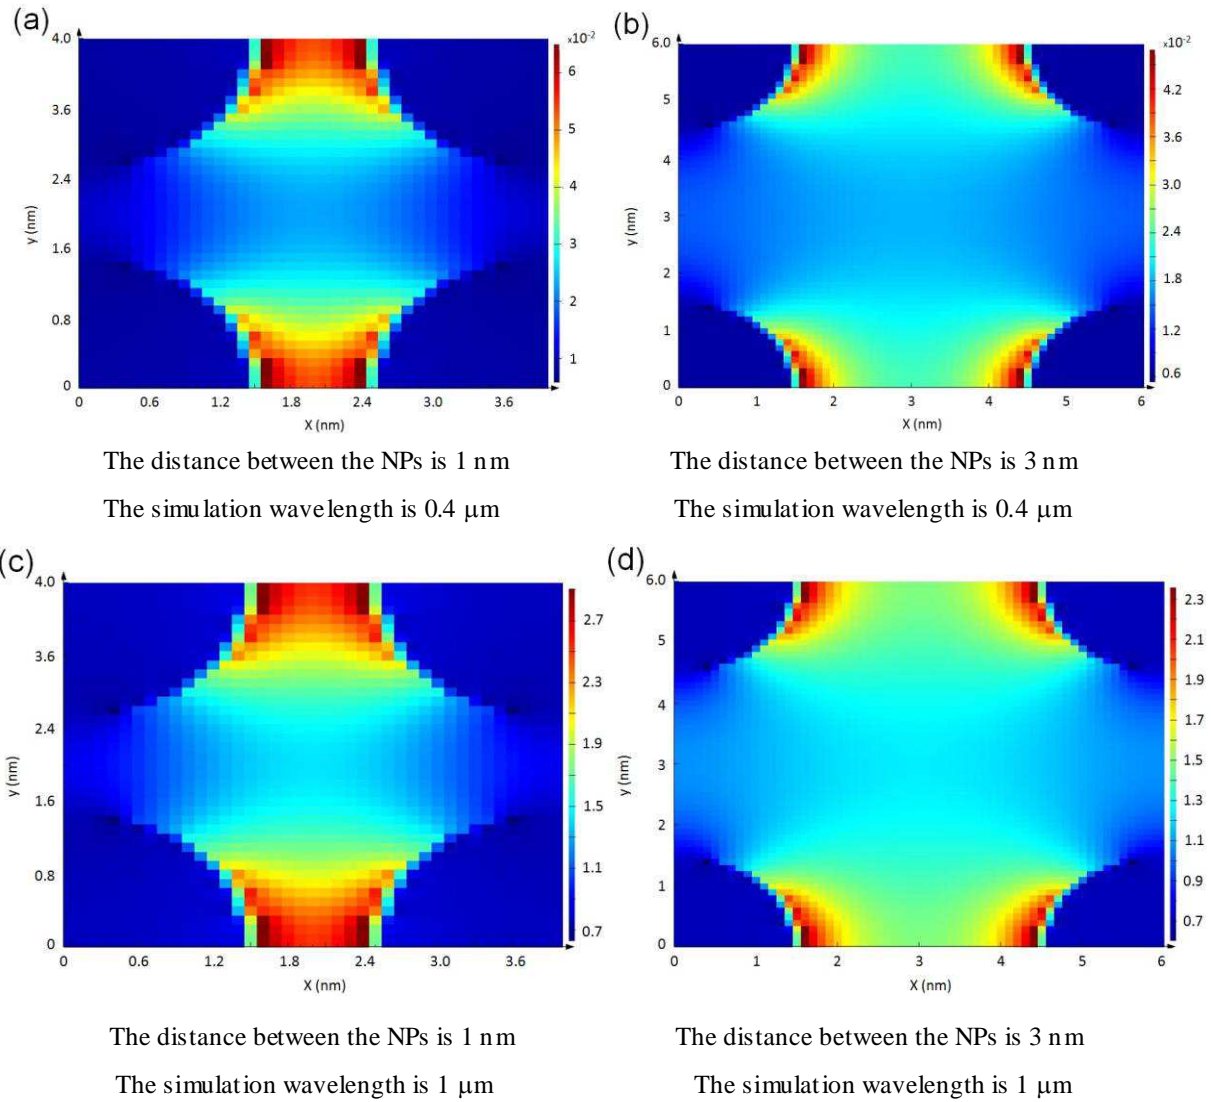 (a)
x10⁻²
4.0
3.6
2.4
1.6
0.8
0
y (nm)
0 0.6 1.2 1.8 2.4 3.0 3.6
X (nm)
6
5
4
3
2
1
The distance between the NPs is 1 nm
The simulation wavelength is 0.4 μm
(b)
x10⁻²
6.0
5
4
3
2
1
0
y (nm)
0 1 2 3 4 5 6
X (nm)
4.2
3.6
3.0
2.4
1.8
1.2
0.6
The distance between the NPs is 3 nm
The simulation wavelength is 0.4 μm
(c)
4.0
3.6
2.4
1.6
0.8
0
y (nm)
0 0.6 1.2 1.8 2.4 3.0 3.6
X (nm)
2.7
2.3
1.9
1.5
1.1
0.7
The distance between the NPs is 1 nm
The simulation wavelength is 1 μm
(d)
6.0
5
4
3
2
1
0
y (nm)
0 1 2 3 4 5 6
X (nm)
2.3
2.1
1.9
1.7
1.5
1.3
1.1
0.9
0.7
The distance between the NPs is 3 nm
The simulation wavelength is 1 μm